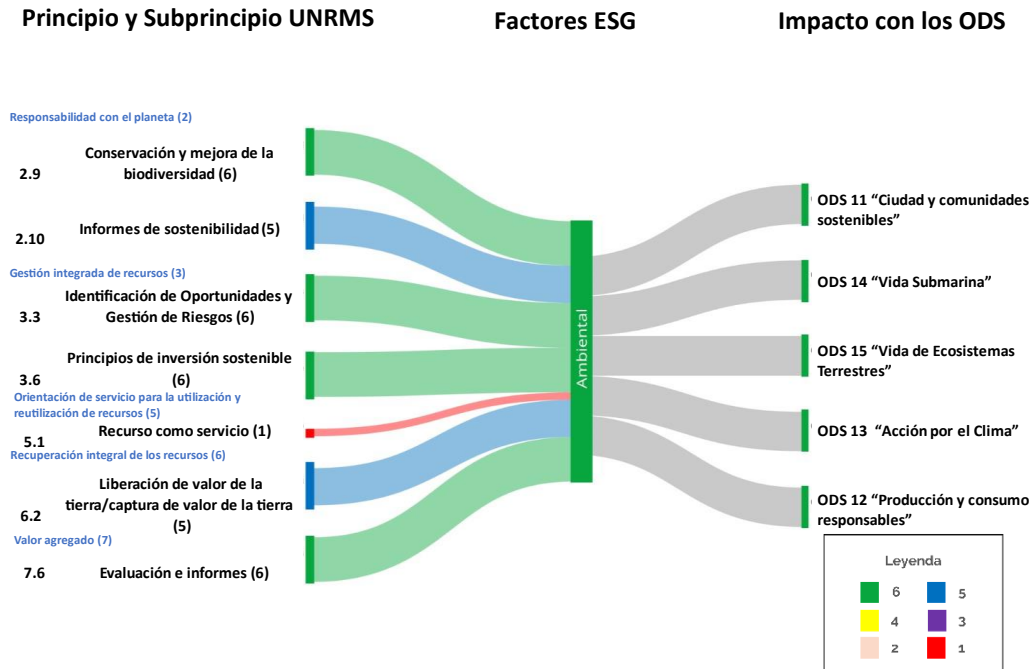 Principio y Subprincipio UNRMS
Factores ESG
Impacto con los ODS
Responsabilidad con el planeta (2)
2.9
Conservación y mejora de la
biodiversidad (6)
2.10
Informes de sostenibilidad (5)
Gestión integrada de recursos (3)
3.3
Identificación de Oportunidades y
Gestión de Riesgos (6)
3.6
Principios de inversión sostenible
(6)
Orientación de servicio para la utilización y
reutilización de recursos (5)
5.1
Recurso como servicio (1)
Recuperación integral de los recursos (6)
6.2
Liberación de valor de la
tierra/captura de valor de la tierra
(5)
Valor agregado (7)
7.6
Evaluación e informes (6)
Ambiental
ODS 11 “Ciudad y comunidades
sostenibles”
ODS 14 “Vida Submarina”
ODS 15 “Vida de Ecosistemas
Terrestres”
ODS 13 “Acción por el Clima”
ODS 12 “Producción y consumo
responsables”
Leyenda
6 5
4 3
2 1